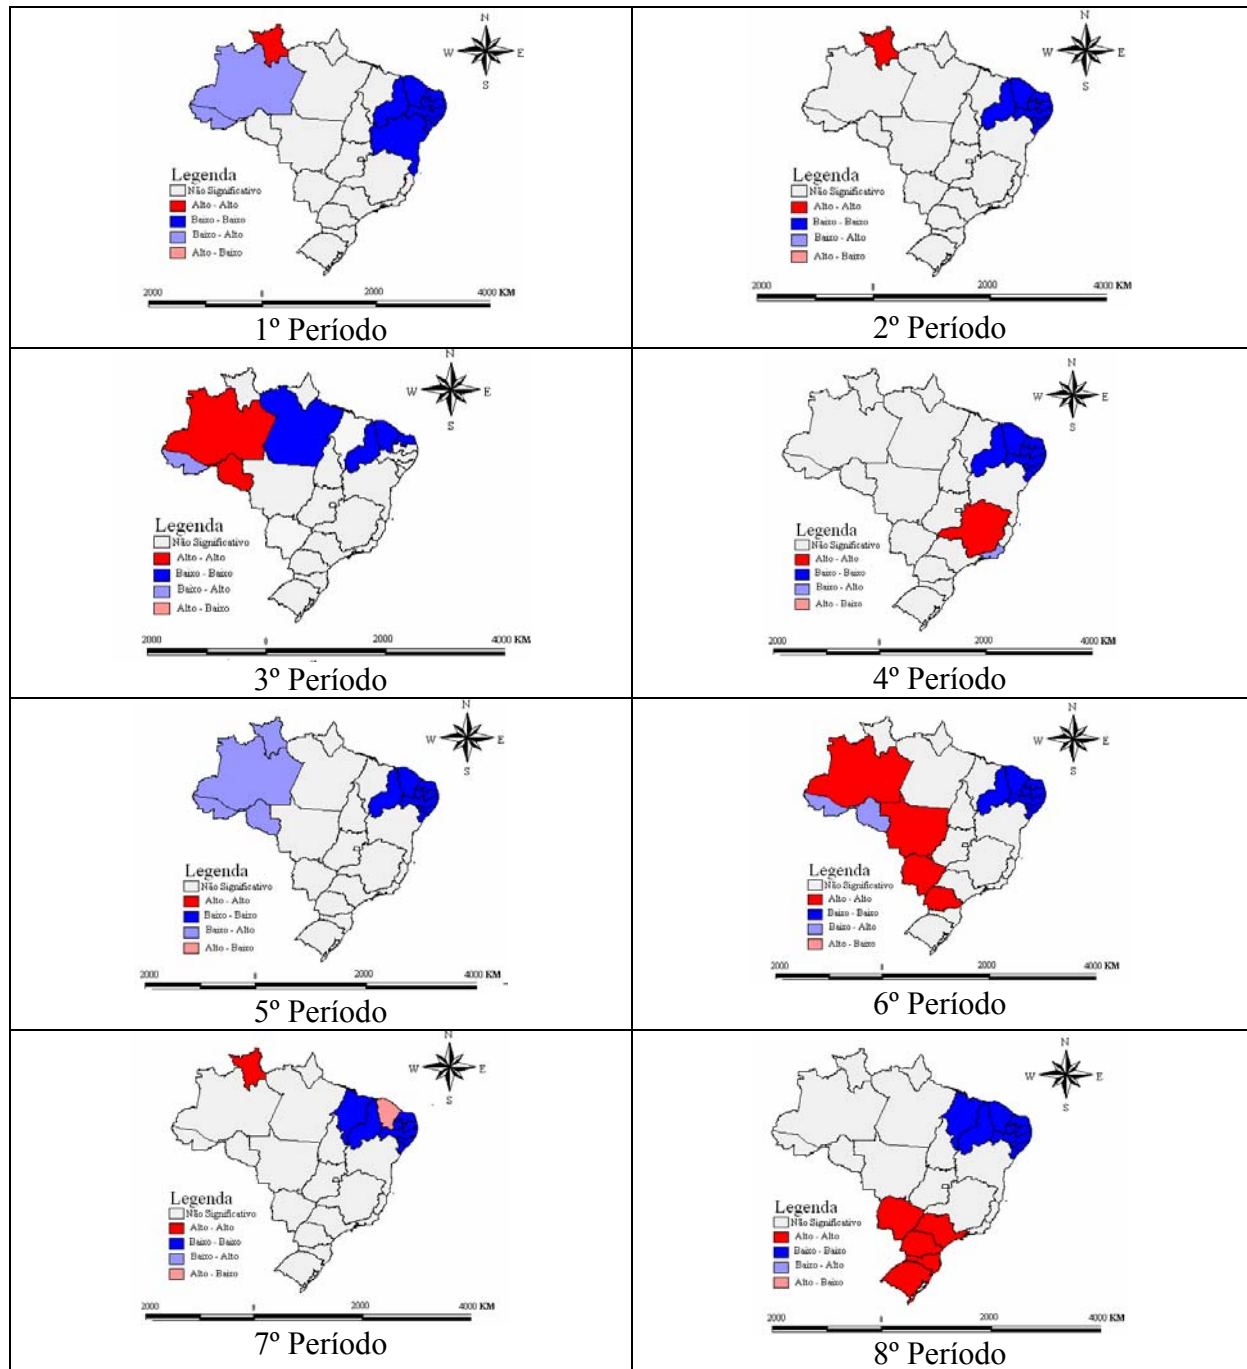 N
W E
S
Legenda
Não Significativo
Alto - Alto
Baixo - Baixo
Baixo - Alto
Alto - Baixo
2000 0 2000 4000 KM
1º Período
N
W E
S
Legenda
Não Significativo
Alto - Alto
Baixo - Baixo
Baixo - Alto
Alto - Baixo
2000 0 2000 4000 KM
2º Período
N
W E
S
Legenda
Não Significativo
Alto - Alto
Baixo - Baixo
Baixo - Alto
Alto - Baixo
2000 0 2000 4000 KM
3º Período
N
W E
S
Legenda
Não Significativo
Alto - Alto
Baixo - Baixo
Baixo - Alto
Alto - Baixo
2000 0 2000 4000 KM
4º Período
N
W E
S
Legenda
Não Significativo
Alto - Alto
Baixo - Baixo
Baixo - Alto
Alto - Baixo
2000 0 2000 4000 KM
5º Período
N
W E
S
Legenda
Não Significativo
Alto - Alto
Baixo - Baixo
Baixo - Alto
Alto - Baixo
2000 0 2000 4000 KM
6º Período
N
W E
S
Legenda
Não Significativo
Alto - Alto
Baixo - Baixo
Baixo - Alto
Alto - Baixo
2000 0 2000 4000 KM
7º Período
N
W E
S
Legenda
Não Significativo
Alto - Alto
Baixo - Baixo
Baixo - Alto
Alto - Baixo
2000 0 2000 4000 KM
8º Período